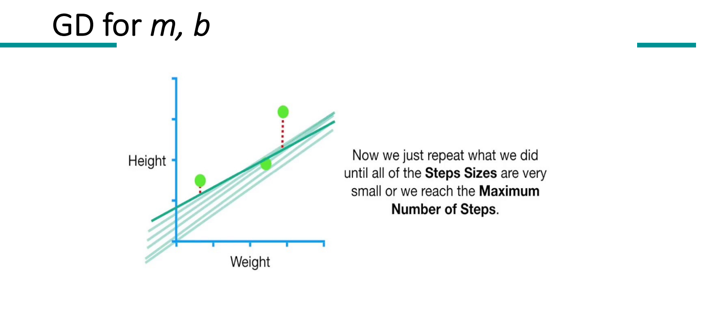 GD for m, b
Height
Now we just repeat what we did
until all of the Steps Sizes are very
small or we reach the Maximum
Number of Steps.
Weight